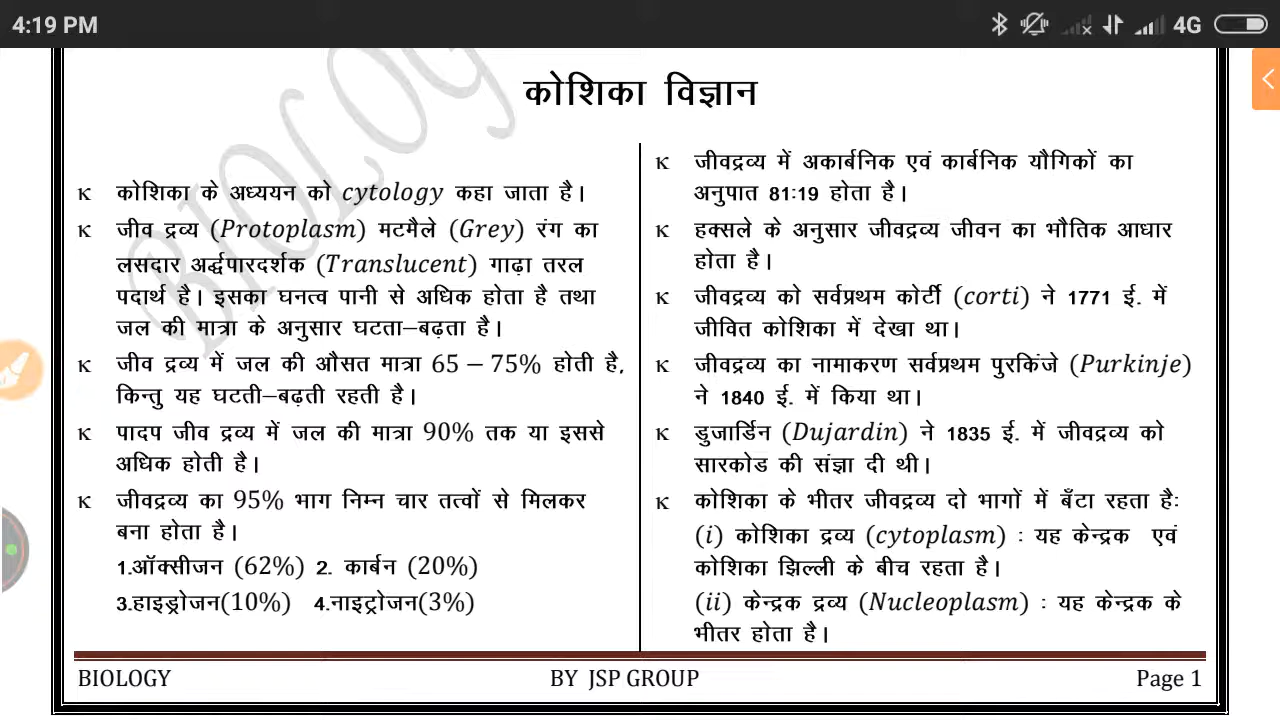 4:19 PM
4G
कोशिका विज्ञान
BIOLOGY
κ कोशिका के अध्ययन को cytology कहा जाता है।
κ जीव द्रव्य (Protoplasm) मटमैले (Grey) रंग का
लसदार अर्द्धपारदर्शक (Translucent) गाढ़ा तरल
पदार्थ है। इसका घनत्व पानी से अधिक होता है तथा
जल की मात्रा के अनुसार घटता–बढ़ता है।
κ जीव द्रव्य में जल की औसत मात्रा 65 – 75% होती है,
किन्तु यह घटती–बढ़ती रहती है।
κ पादप जीव द्रव्य में जल की मात्रा 90% तक या इससे
अधिक होती है।
κ जीवद्रव्य का 95% भाग निम्न चार तत्वों से मिलकर
बना होता है।
1.ऑक्सीजन (62%) 2. कार्बन (20%)
3.हाइड्रोजन(10%) 4.नाइट्रोजन(3%)
κ जीवद्रव्य में अकार्बनिक एवं कार्बनिक यौगिकों का
अनुपात 81:19 होता है।
κ हक्सले के अनुसार जीवद्रव्य जीवन का भौतिक आधार
होता है।
κ जीवद्रव्य को सर्वप्रथम कोर्टी (corti) ने 1771 ई. में
जीवित कोशिका में देखा था।
κ जीवद्रव्य का नामाकरण सर्वप्रथम पुरकिंजे (Purkinje)
ने 1840 ई. में किया था।
κ डुजार्डिन (Dujardin) ने 1835 ई. में जीवद्रव्य को
सारकोड की संज्ञा दी थी।
κ कोशिका के भीतर जीवद्रव्य दो भागों में बँटा रहता है:
(i) कोशिका द्रव्य (cytoplasm) : यह केन्द्रक एवं
कोशिका झिल्ली के बीच रहता है।
(ii) केन्द्रक द्रव्य (Nucleoplasm) : यह केन्द्रक के
भीतर होता है।
BIOLOGY BY JSP GROUP Page 1